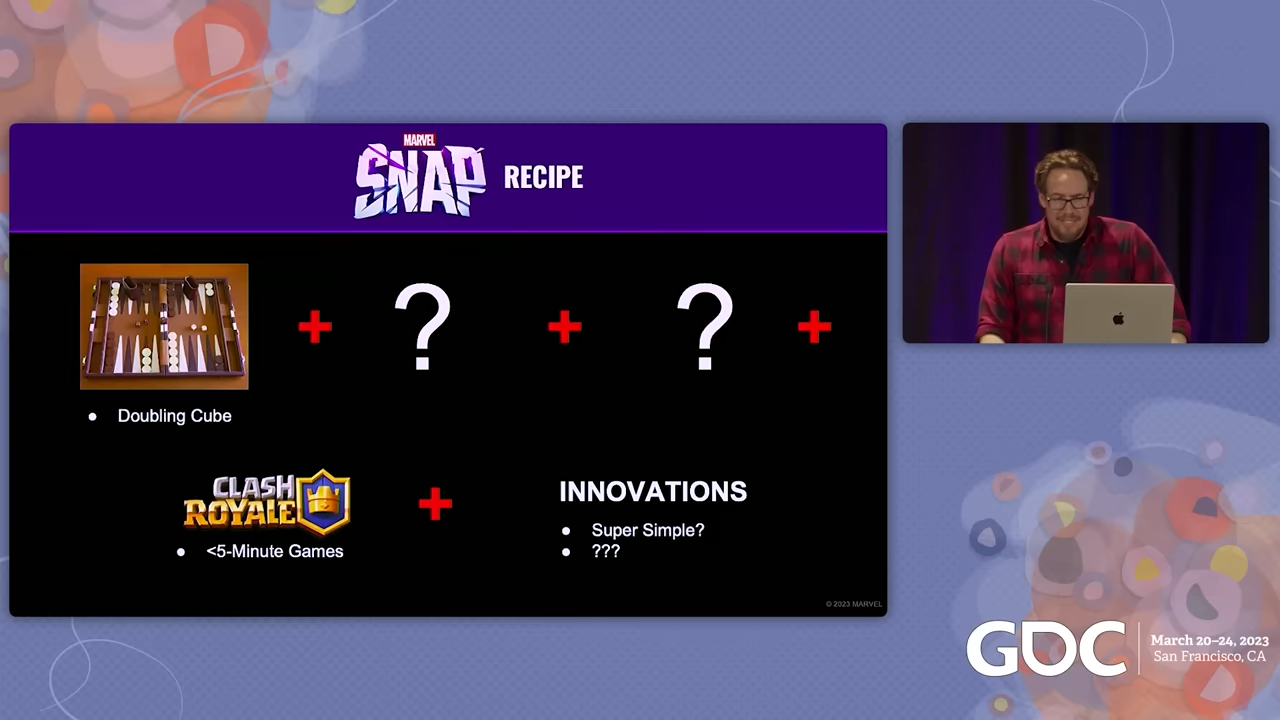 MARVEL
SNAP RECIPE
+ ? + ? +
• Doubling Cube
CLASH
ROYALE
• <5-Minute Games
+
INNOVATIONS
• Super Simple?
• ???
© 2023 MARVEL
GDC
March 20–24, 2023
San Francisco, CA